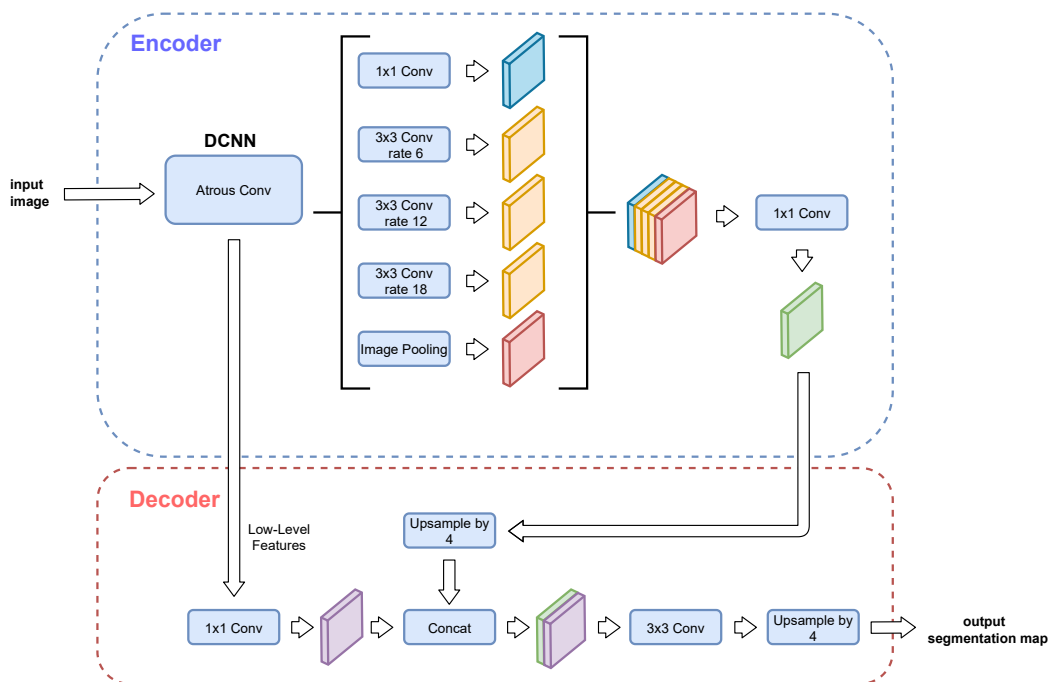 Encoder
1x1 Conv
DCNN
3x3 Conv
rate 6
input
image
Atrous Conv
3x3 Conv
rate 12
1x1 Conv
3x3 Conv
rate 18
Image Pooling
Decoder
Low-Level
Features
Upsample by
4
1x1 Conv
Concat
3x3 Conv
Upsample by
4
output
segmentation map